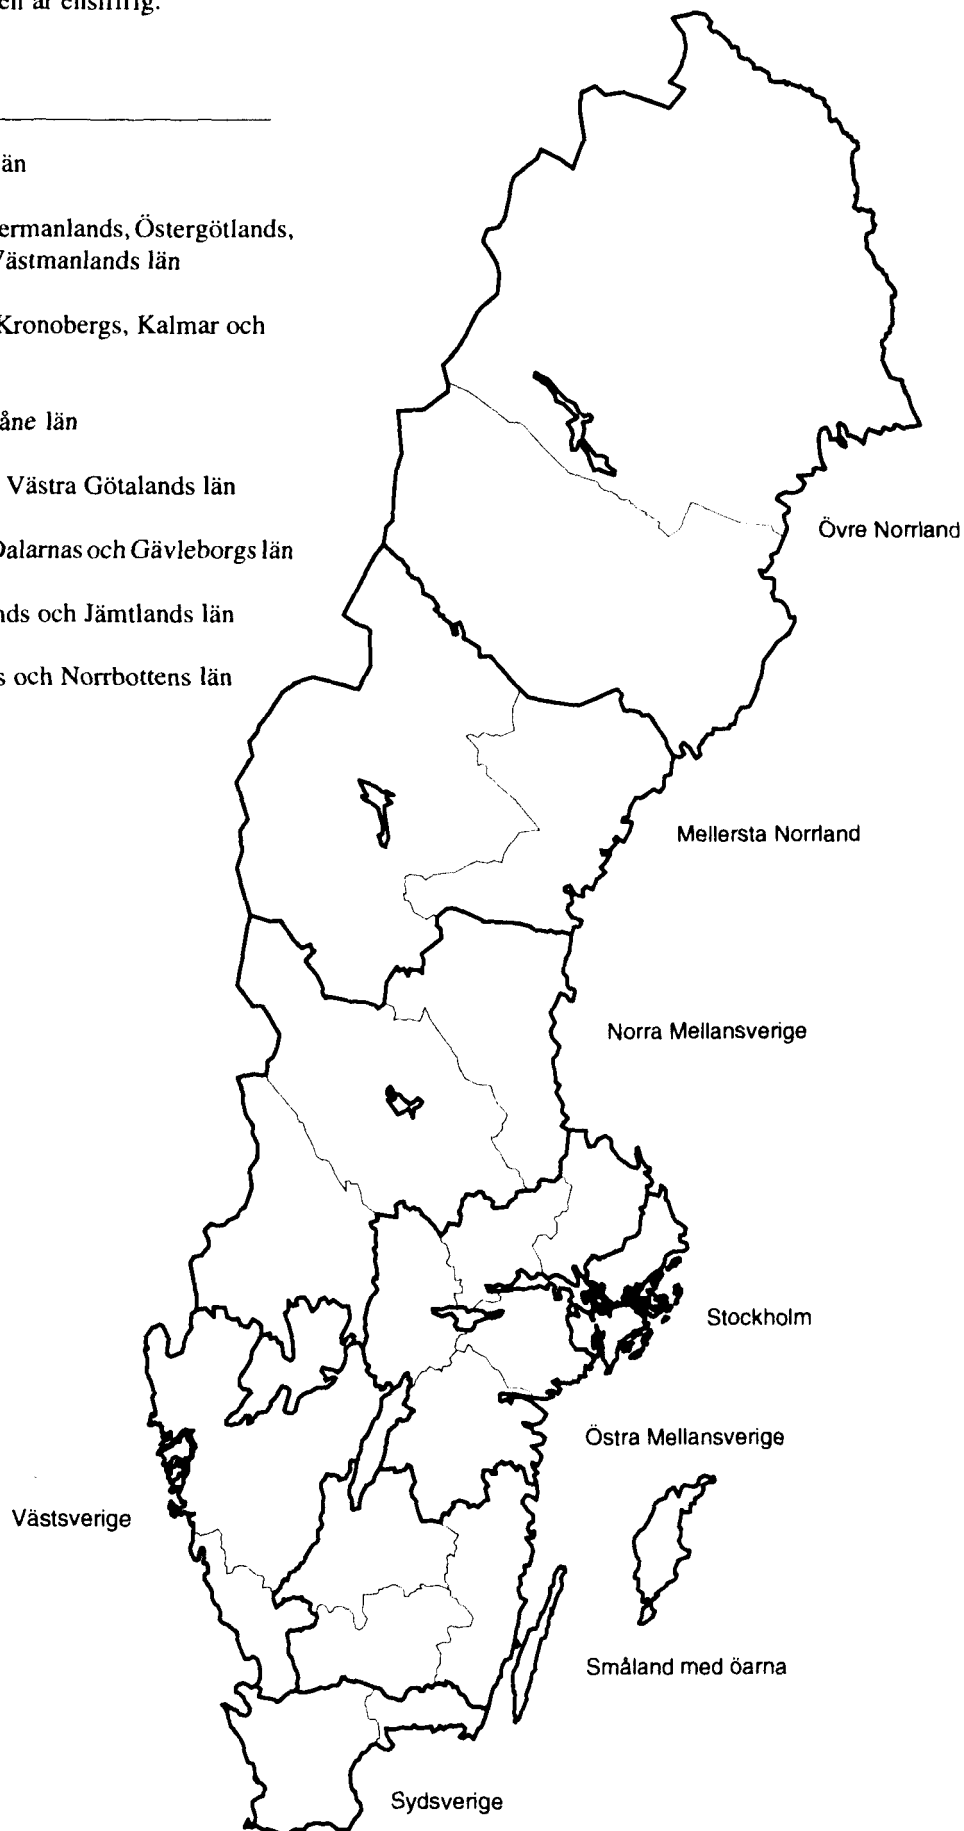 är ensiffrig.
län
ermanlands, Östergötlands,
Västmanlands län
Kronobergs, Kalmar och
åne län
Västra Götalands län
Dalarnas och Gävleborgs län
nds och Jämtlands län
s och Norrbottens län
Övre Norrland
Mellersta Norrland
Norra Mellansverige
Stockholm
Östra Mellansverige
Västsverige
Småland med öarna
Sydsverige